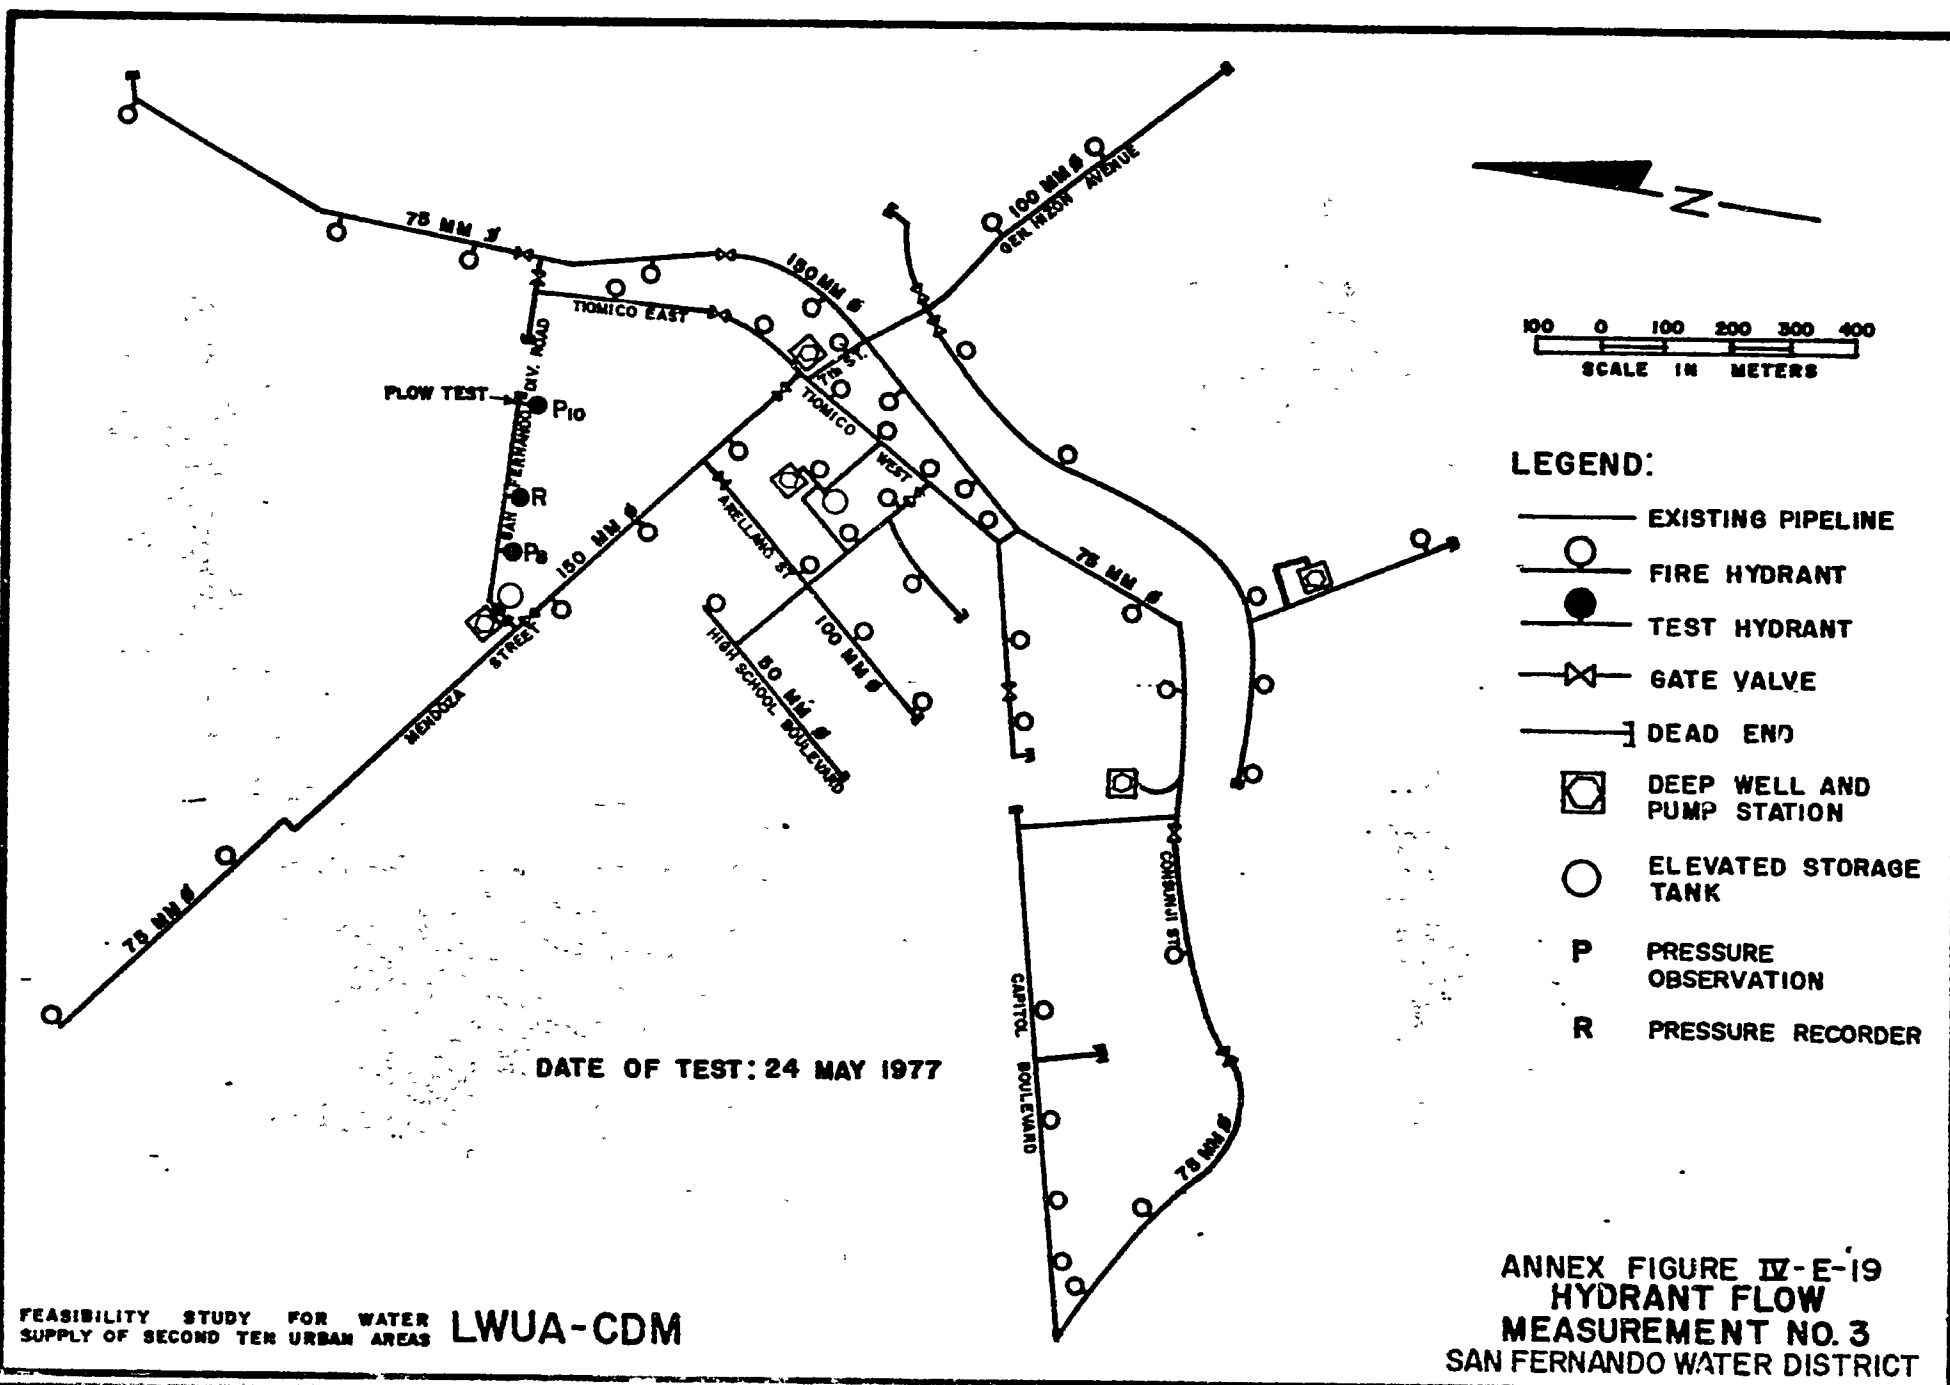 75 MM ø
150 MM ø
100 MM ø
GEN. HIZON AVENUE
TIOMICO EAST
SAN FERNANDO DIV. ROAD
FLOW TEST
P10
R
P8
TIOMICO
WEST
150 MM ø
ARELLANO ST
100 MM ø
HIGH SCHOOL BOULEVARD
50 MM ø
MENDOZA STREET
75 MM ø
75 MM ø
CONSUNJI ST.
CAPITOL BOULEVARD
75 MM ø
N
100 0 100 200 300 400
SCALE IN METERS
LEGEND:
EXISTING PIPELINE
FIRE HYDRANT
TEST HYDRANT
GATE VALVE
DEAD END
DEEP WELL AND
PUMP STATION
ELEVATED STORAGE
TANK
P PRESSURE
OBSERVATION
R PRESSURE RECORDER
DATE OF TEST: 24 MAY 1977
FEASIBILITY STUDY FOR WATER
SUPPLY OF SECOND TEN URBAN AREAS
LWUA-CDM
ANNEX FIGURE IV-E-19
HYDRANT FLOW
MEASUREMENT NO. 3
SAN FERNANDO WATER DISTRICT